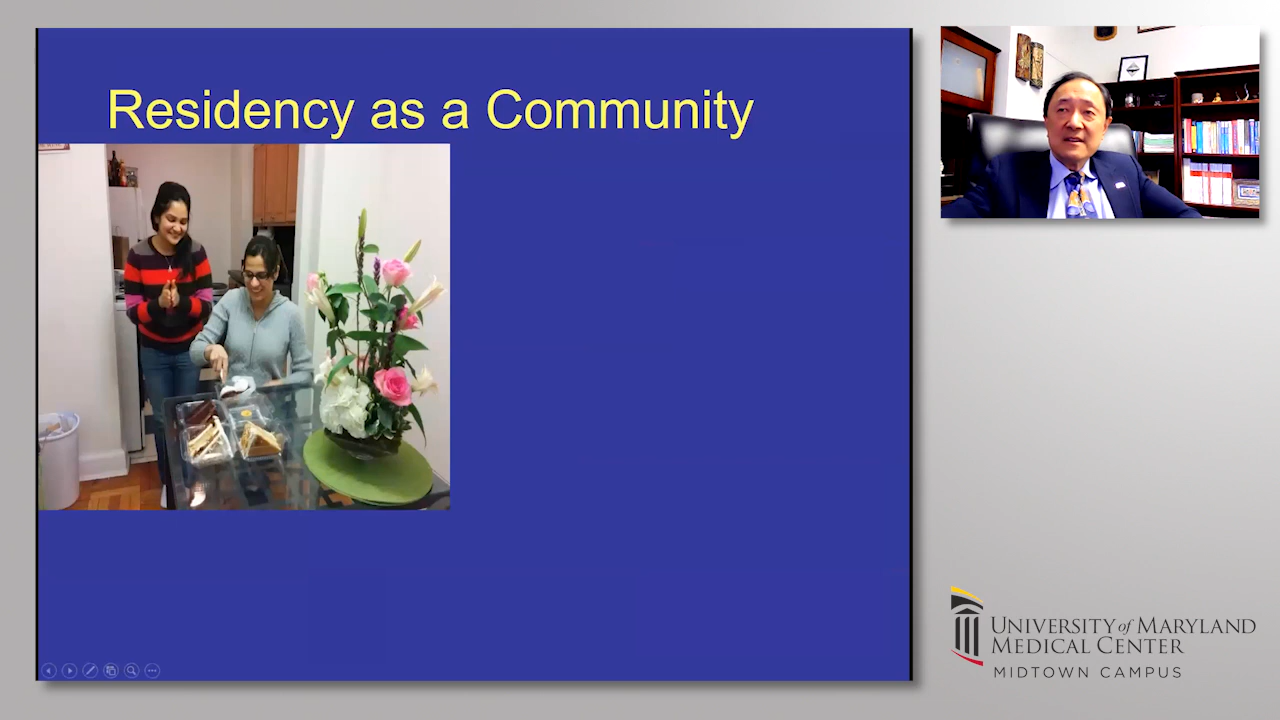 Residency as a Community
UNIVERSITY of MARYLAND
MEDICAL CENTER
MIDTOWN CAMPUS